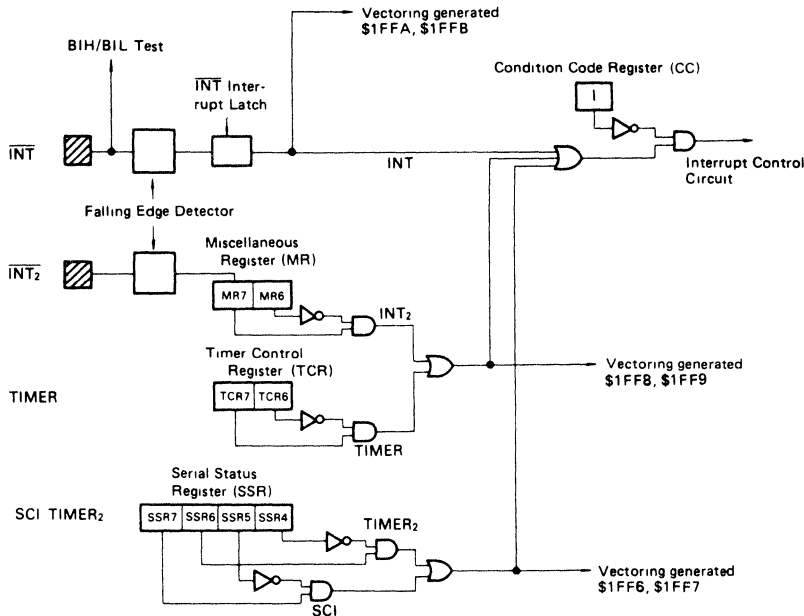 Vectoring generated
$1FFA, $1FFB
BIH/BIL Test
INT Inter-
rupt Latch
Condition Code Register (CC)
I
INT
INT
Interrupt Control
Circuit
Falling Edge Detector
INT2
Miscellaneous
Register (MR)
MR7 MR6
INT2
Timer Control
Register (TCR)
TCR7 TCR6
Vectoring generated
$1FF8, $1FF9
TIMER
TIMER
Serial Status
Register (SSR)
SCI TIMER2
SSR7 SSR6 SSR5 SSR4
TIMER2
Vectoring generated
$1FF6, $1FF7
SCI